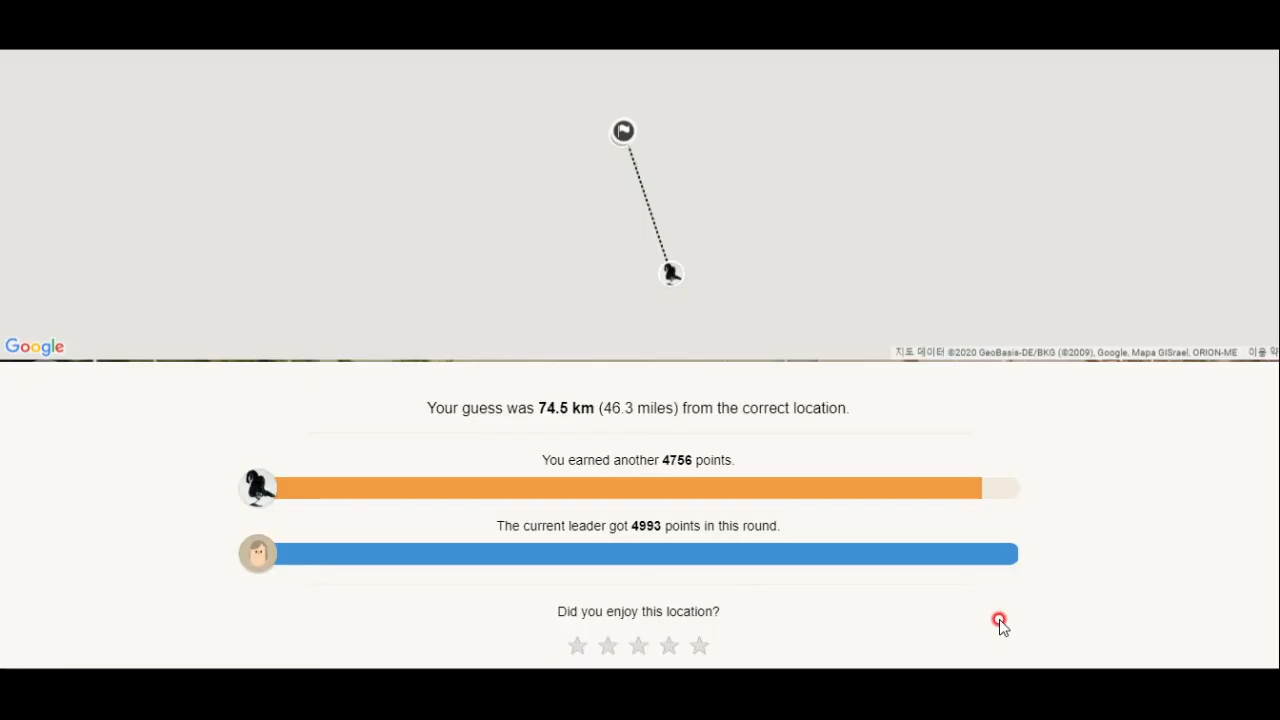 Google
지도 데이터 ©2020 GeoBasis-DE/BKG (©2009), Google, Mapa GISrael, ORION-ME 이용
Your guess was 74.5 km (46.3 miles) from the correct location.
You earned another 4756 points.
The current leader got 4993 points in this round.
Did you enjoy this location?